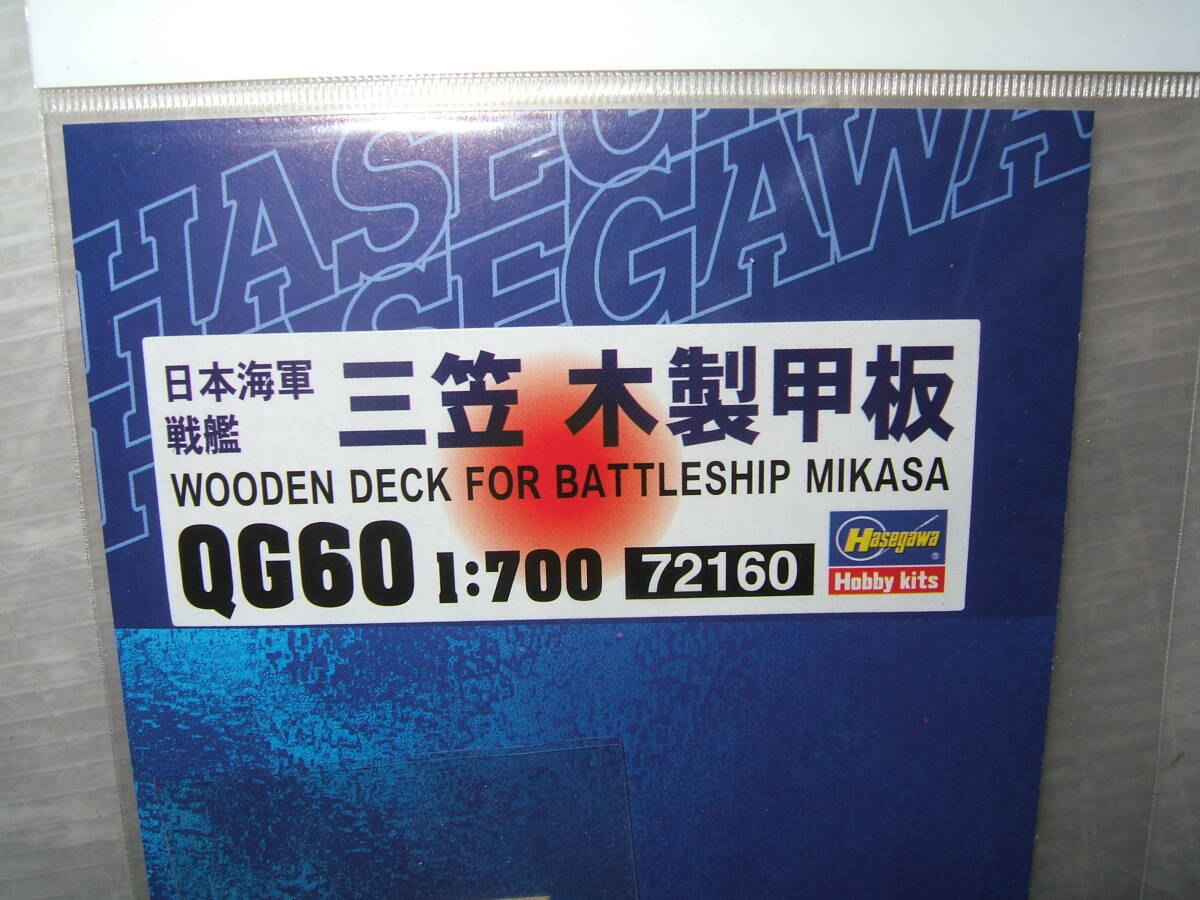 HASEGAWA
HASEGAWA
日本海軍
戦艦
三笠 木製甲板
WOODEN DECK FOR BATTLESHIP MIKASA
QG60 1:700 72160
Hasegawa
Hobby kits